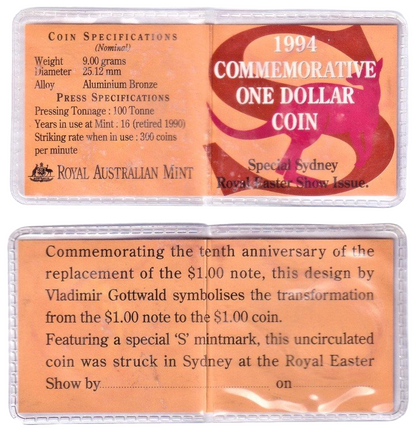 COIN SPECIFICATIONS
(Nominal)
Weight 9.00 grams
Diameter 25.12 mm
Alloy Aluminium Bronze
PRESS SPECIFICATIONS
Pressing Tonnage : 100 Tonne
Years in use at Mint : 16 (retired 1990)
Striking rate when in use : 300 coins
per minute
ROYAL AUSTRALIAN MINT
1994
COMMEMORATIVE
ONE DOLLAR
COIN
Special Sydney
Royal Easter Show Issue.
Commemorating the tenth anniversary of the
replacement of the $1.00 note, this design by
Vladimir Gottwald symbolises the transformation
from the $1.00 note to the $1.00 coin.
Featuring a special 'S' mintmark, this uncirculated
coin was struck in Sydney at the Royal Easter
Show by.............................................. on